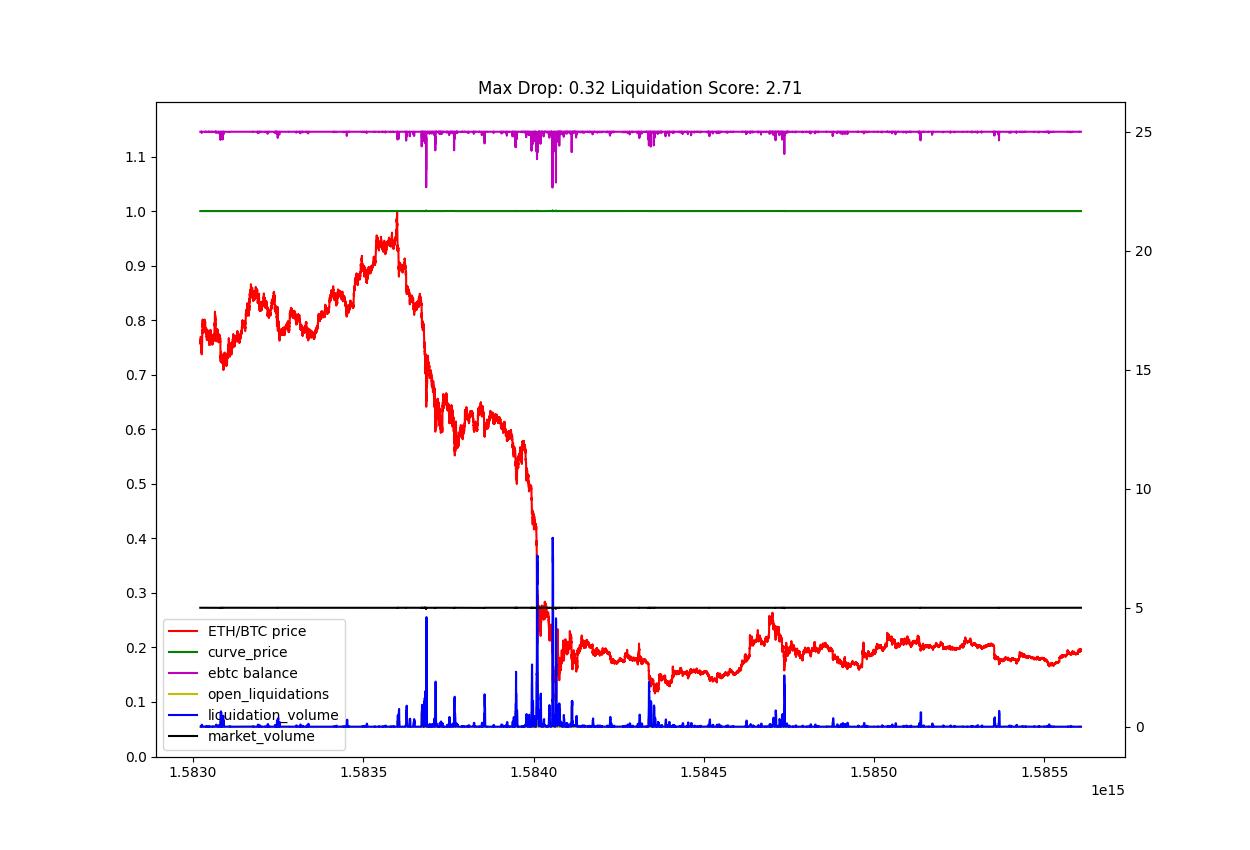 Max Drop: 0.32 Liquidation Score: 2.71
1.1
1.0
0.9
0.8
0.7
0.6
0.5
0.4
0.3
0.2
0.1
0.0
25
20
15
10
5
0
ETH/BTC price
curve_price
ebtc balance
open_liquidations
liquidation_volume
market_volume
1.5830 1.5835 1.5840 1.5845 1.5850 1.5855
1e15